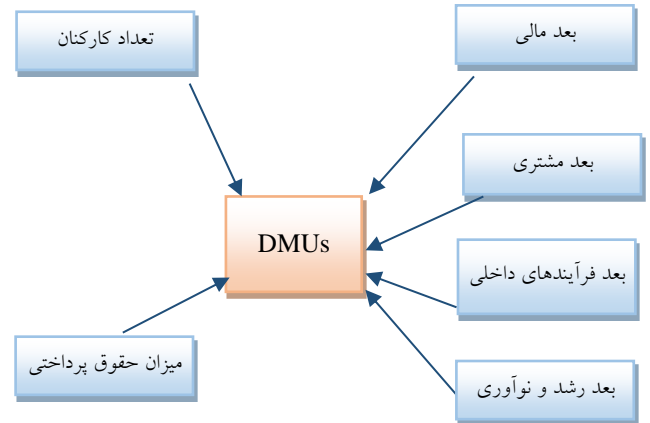 بعد مالی
تعداد کارکنان
بعد مشتری
DMUs
بعد فرآیندهای داخلی
میزان حقوق پرداختی
بعد رشد و نوآوری